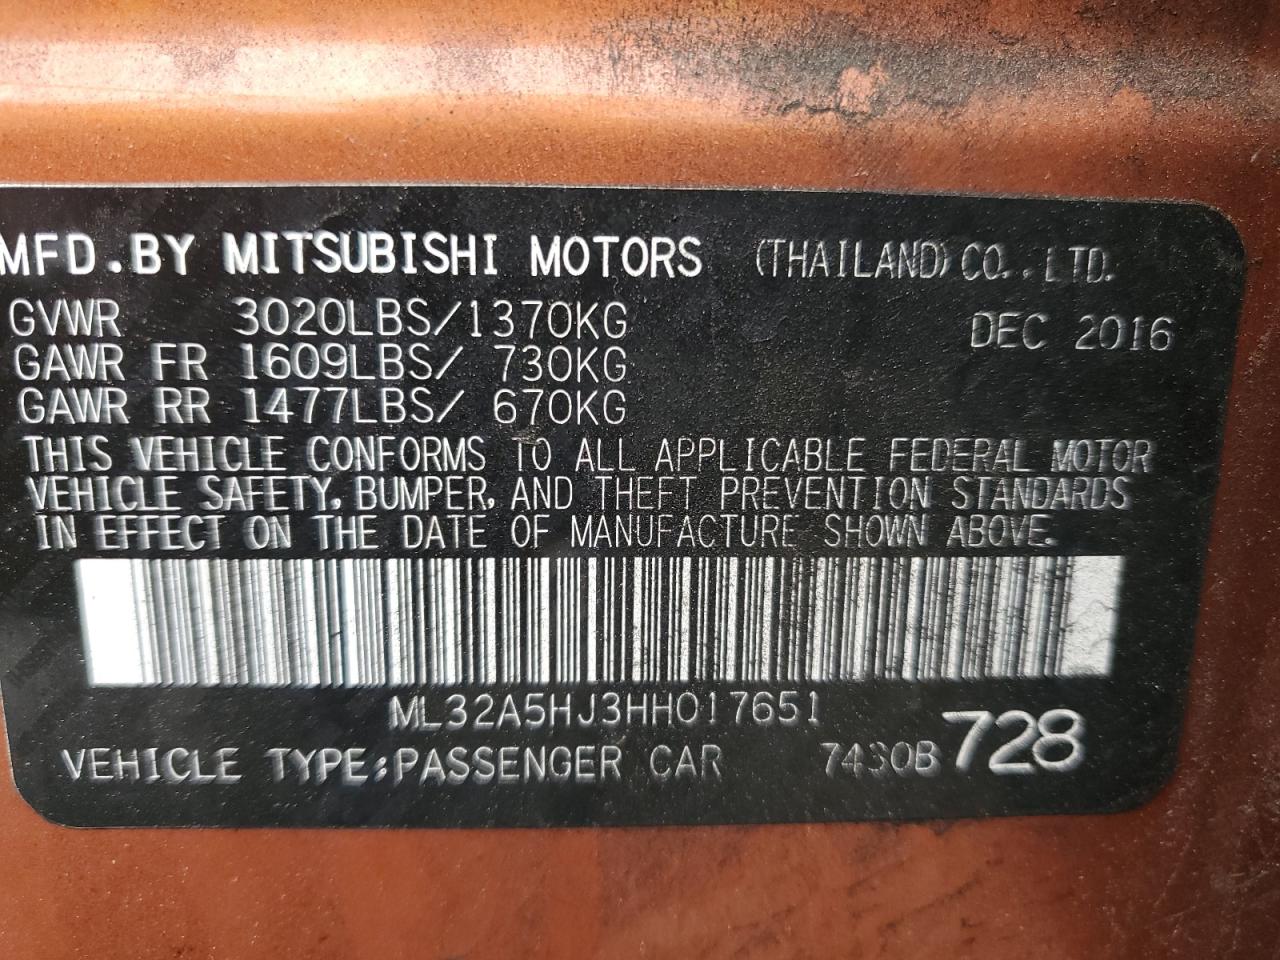 MFD.BY MITSUBISHI MOTORS (THAILAND) CO.,LTD.
GVWR 3020LBS/1370KG DEC 2016
GAWR FR 1609LBS/ 730KG
GAWR RR 1477LBS/ 670KG
THIS VEHICLE CONFORMS TO ALL APPLICABLE FEDERAL MOTOR
VEHICLE SAFETY, BUMPER, AND THEFT PREVENTION STANDARDS
IN EFFECT ON THE DATE OF MANUFACTURE SHOWN ABOVE.
ML32A5HJ3HH017651
VEHICLE TYPE:PASSENGER CAR 7430B 728